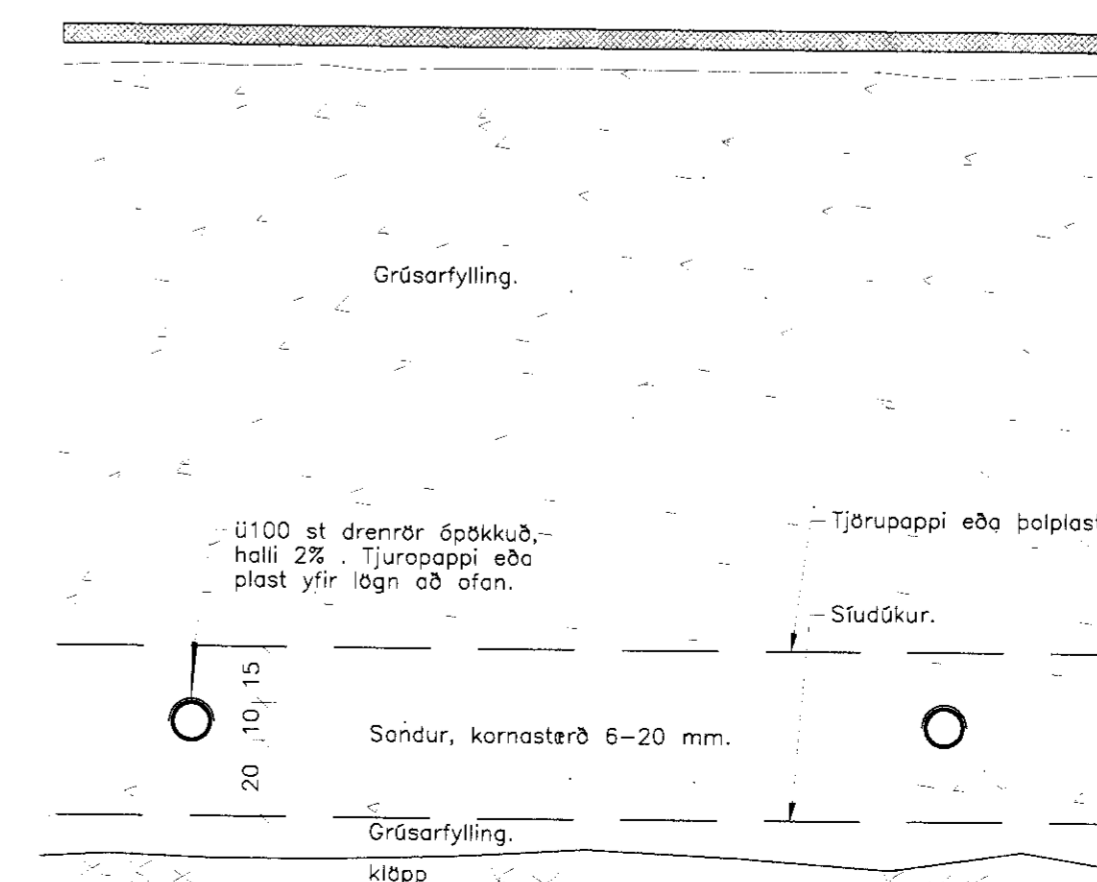 Grúsarfylling.
ü100 st drenrör ópökkuð,
halli 2% . Tjuropappi eða
plast yfir lögn að ofan.
Tjörupappi eða þolplast
Síudúkur.
15
10
20
Sandur, kornastærð 6–20 mm.
Grúsarfylling.
klöpp